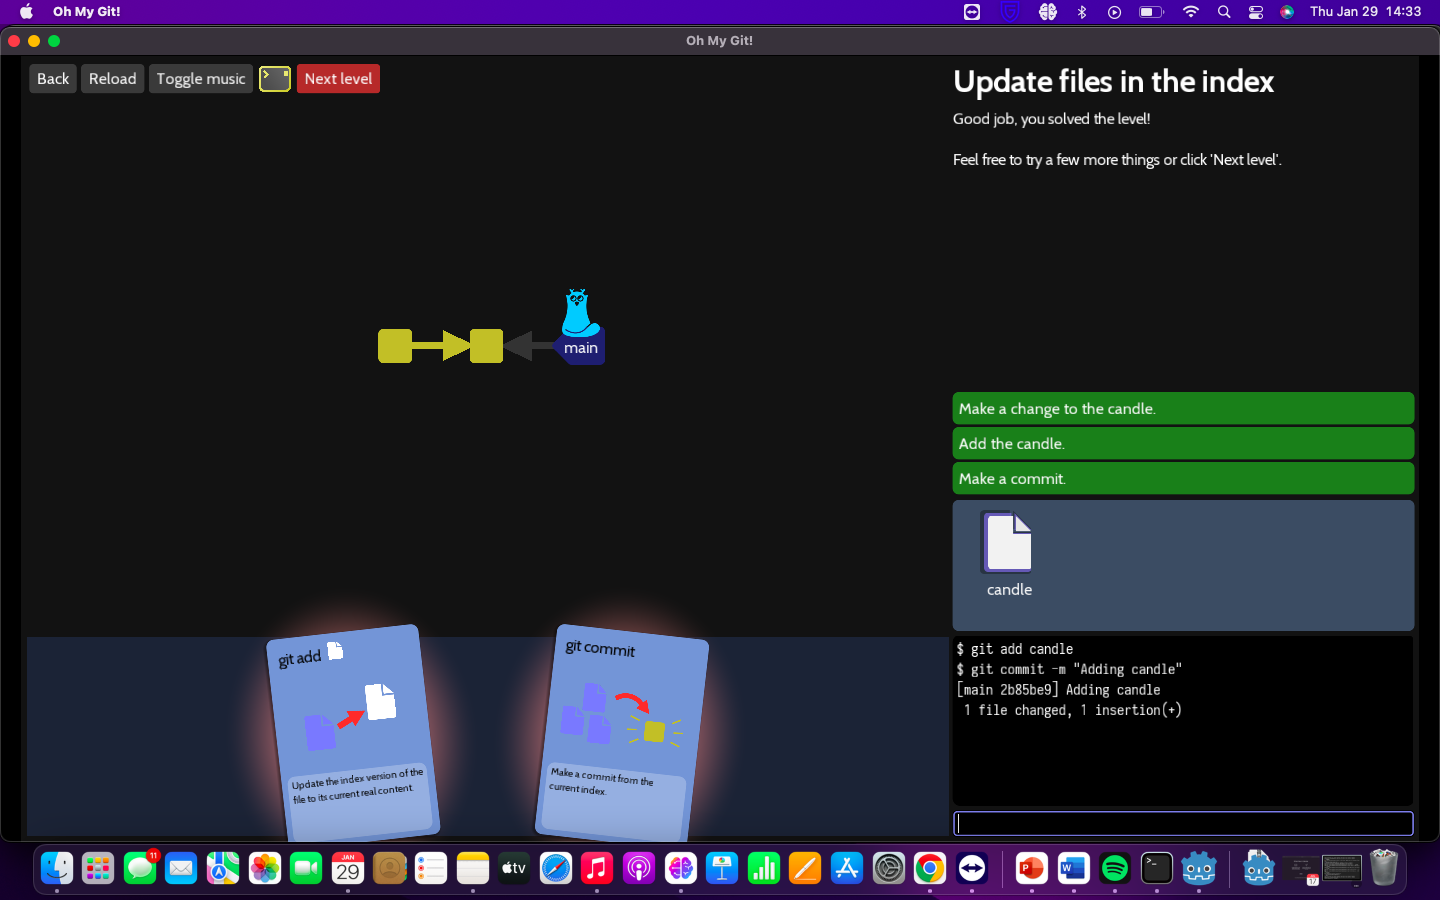 Oh My Git!
Thu Jan 29 14:33
Oh My Git!
Back
Reload
Toggle music
Next level
Update files in the index
Good job, you solved the level!
Feel free to try a few more things or click 'Next level'.
main
Make a change to the candle.
Add the candle.
Make a commit.
candle
git add
Update the index version of the
file to its current real content.
git commit
Make a commit from the
current index.
$ git add candle
$ git commit -m "Adding candle"
[main 2b85be9] Adding candle
1 file changed, 1 insertion(+)
11
JAN
29
tv
17